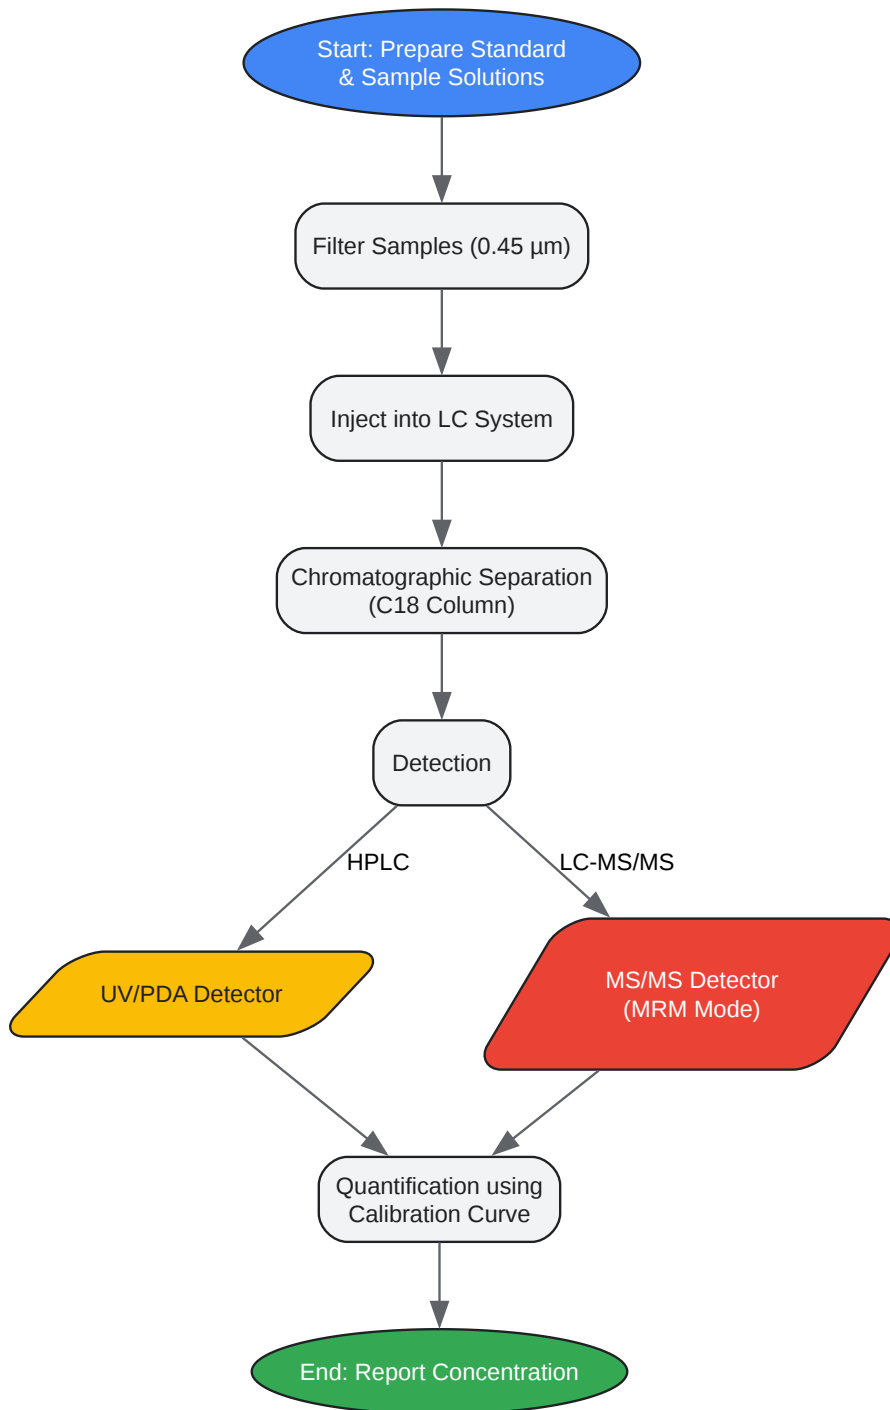 Start: Prepare Standard
& Sample Solutions
Filter Samples (0.45 µm)
Inject into LC System
Chromatographic Separation
(C18 Column)
Detection
HPLC
LC-MS/MS
UV/PDA Detector
MS/MS Detector
(MRM Mode)
Quantification using
Calibration Curve
End: Report Concentration